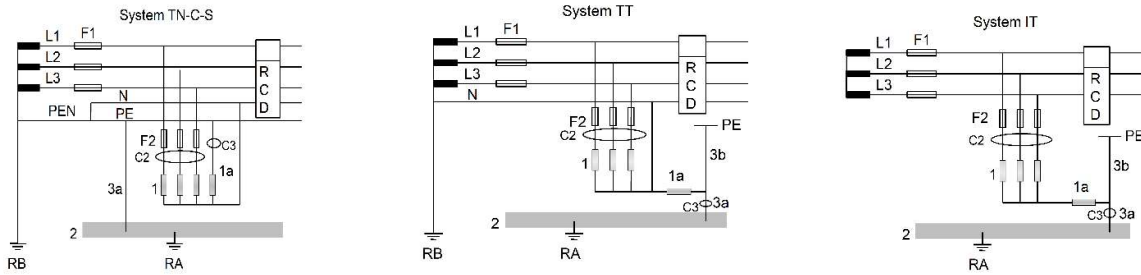 System TN-C-S
L1 F1
L2
L3
N
PEN PE
R
C
D
F2
C2
C3
1 1a
3a
2
RB RA
System TT
L1 F1
L2
L3
N
R
C
D
F2
C2
PE
3b
1 1a
C3 3a
2
RB RA
System IT
L1 F1
L2
L3
R
C
D
F2
C2
PE
3b
1 1a
C3 3a
2
RA